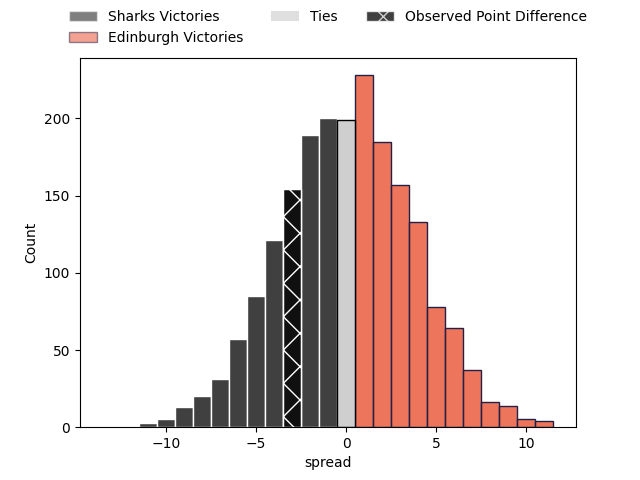 Sharks Victories
Ties
Observed Point Difference
Edinburgh Victories
Count
200
150
100
50
0
−10
−5
0
5
10
spread